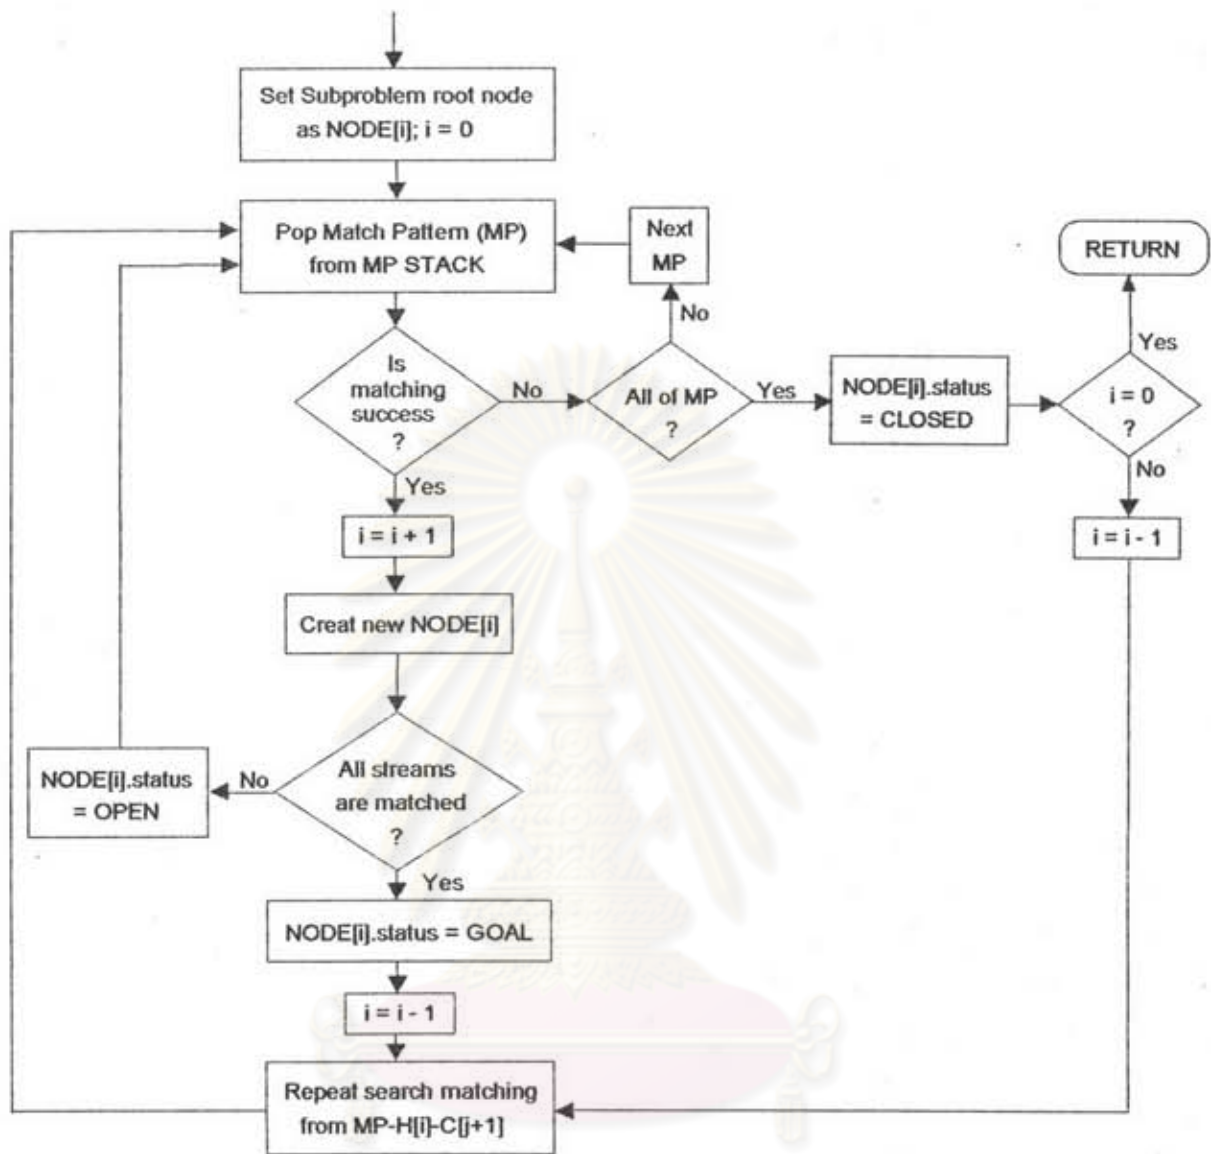 Set Subproblem root node
as NODE[i]; i = 0
Pop Match Pattern (MP)
from MP STACK
Next
MP
RETURN
No
Yes
Is
matching
success
?
No
All of MP
?
Yes
NODE[i].status
= CLOSED
i = 0
?
Yes
No
i = i + 1
i = i - 1
Creat new NODE[i]
All streams
are matched
?
No
NODE[i].status
= OPEN
Yes
NODE[i].status = GOAL
i = i - 1
Repeat search matching
from MP-H[i]-C[j+1]